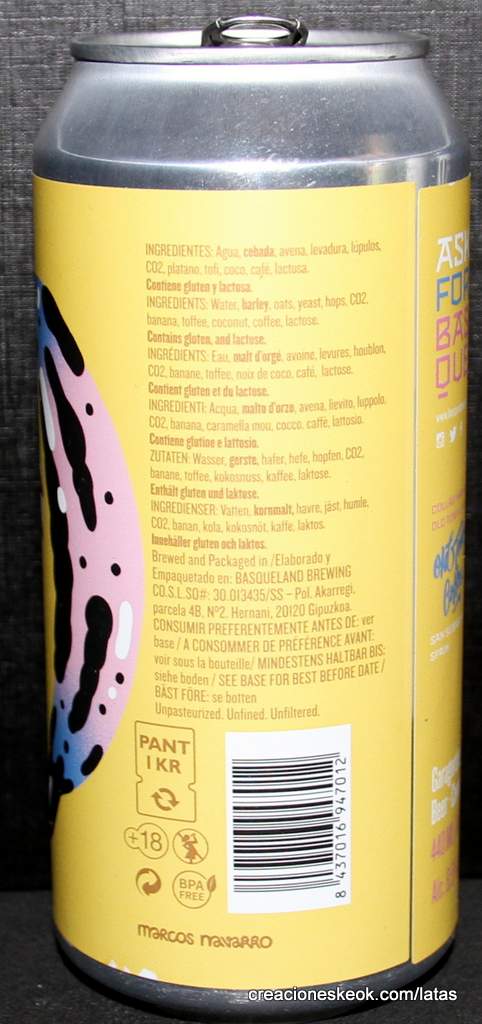 INGREDIENTES: Agua, cebada, avena, levadura, lúpulos,
CO2, platano, tofi, coco, café, lactusa.
Contiene gluten y lactosa.
INGREDIENTS: Water, barley, oats, yeast, hops, CO2,
banana, toffee, coconut, coffee, lactose.
Contains gluten, and lactose.
INGRÉDIENTS: Eau, malt d'orgé, avoine, levures, houblon,
CO2, banane, toffee, noix de coco, café, lactose.
Contient gluten et du lactose.
INGREDIENTI: Acqua, malto d'orzo, avena, lievito, luppolo,
CO2, banana, caramella mou, cocco, caffè, lattosio.
Contiene glutine e lattosio.
ZUTATEN: Wasser, gerste, hafer, hefe, hopfen, CO2,
banane, toffee, kokosnuss, kaffee, laktose.
Enthält gluten und laktose.
INGREDIENSER: Vatten, kornmalt, havre, jäst, humle,
CO2, banan, kola, kokosnöt, kaffe, laktos.
Innehåller gluten och laktos.
Brewed and Packaged in /Elaborado y
Empaquetado en: BASQUELAND BREWING
CO.S.L.SQ#: 30.013435/SS – Pol. Akarregi,
parcela 4B, Nº2. Hernani, 20120 Gipuzkoa.
CONSUMIR PREFERENTEMENTE ANTES DE: ver
base / A CONSOMMER DE PRÉFÉRENCE AVANT:
voir sous la bouteille/ MINDESTENS HALTBAR BIS:
siehe boden / SEE BASE FOR BEST BEFORE DATE /
BÄST FÖRE: se botten
Unpasteurized. Unfined. Unfiltered.
PANT
1 KR
+18
BPA
FREE
8 437016 947012
marcos navarro
FOR
creacioneskeok.com/latas